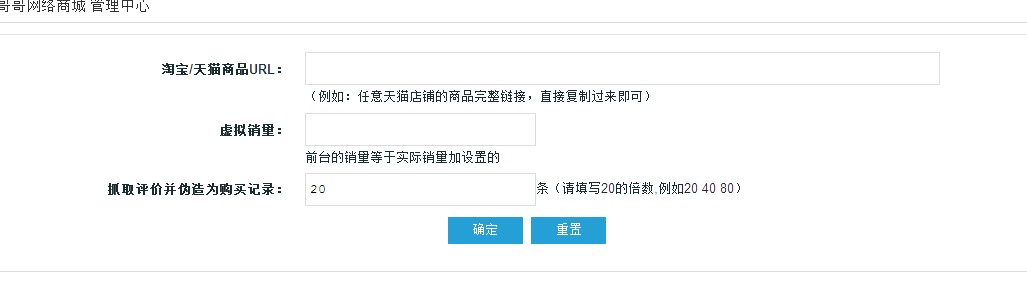 哥哥网络商城 管理中心
淘宝/天猫商品URL：
（例如：任意天猫店铺的商品完整链接，直接复制过来即可）
虚拟销量：
前台的销量等于实际销量加设置的
抓取评价并伪造为购买记录： 20 条（请填写20的倍数,例如20 40 80）
确定 重置